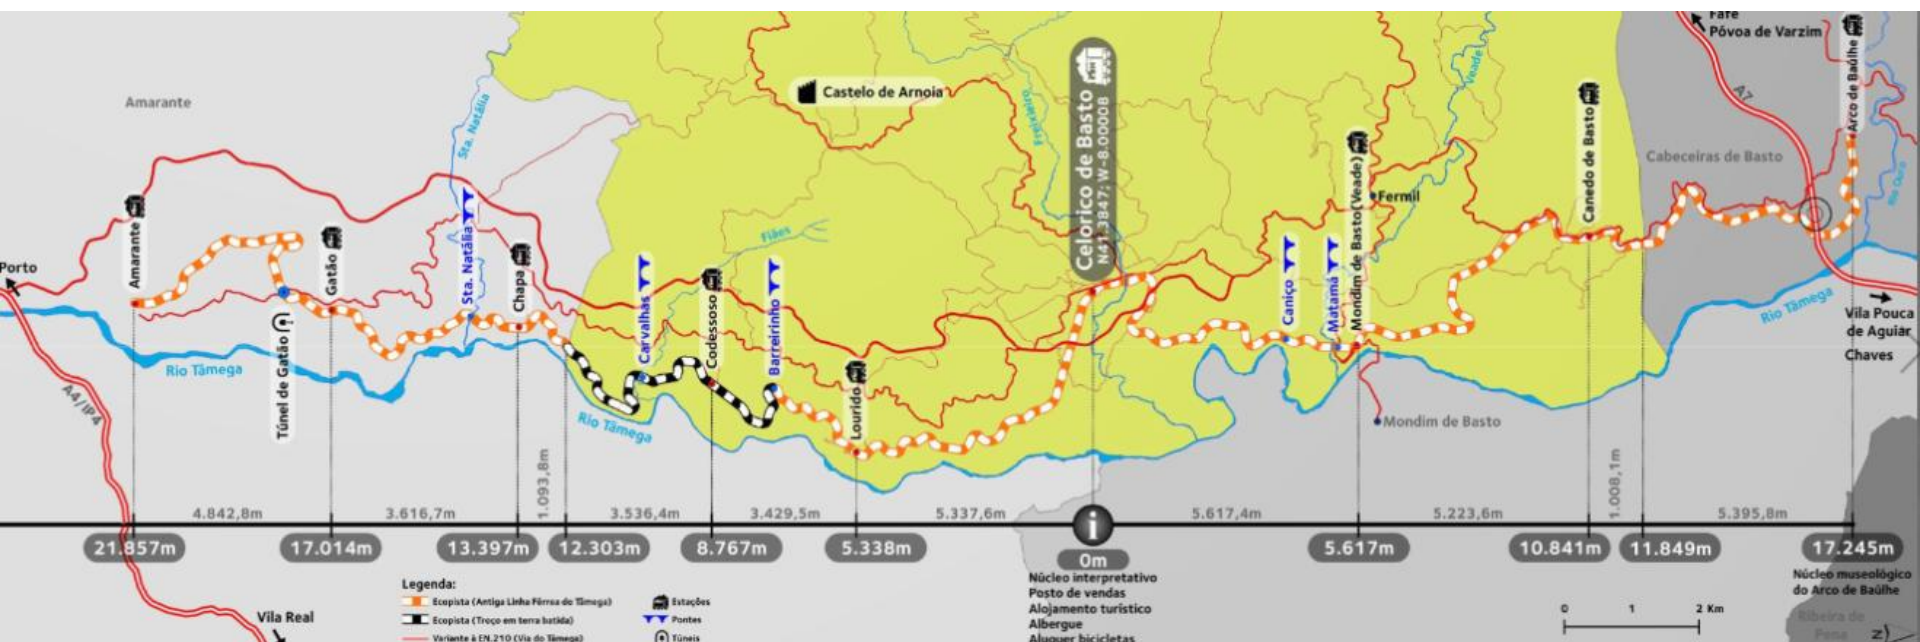 Fafe
Póvoa de Varzim
Arco de Baúlhe
Veade
Amarante
Castelo de Arnoia
Sta. Natália
Freixieiro
Celorico de Basto
N41.3847; W-8.00008
Canedo de Basto
A7
Cabeceiras de Basto
Rio Ouro
Mondim de Basto(Veade)
Fermil
Porto
Amarante
Gatão
Sta. Natália
Chapa
Fiães
Carvalhas
Codessoso
Barreirinho
Caniço
Matamá
Rio Tâmega
Vila Pouca
de Aguiar
Chaves
Túnel de Gatão
Rio Tâmega
A4/IP4
Rio Tâmega
Lourido
Mondim de Basto
4.842,8m
3.616,7m
1.093,8m
3.536,4m
3.429,5m
5.337,6m
5.617,4m
5.223,6m
1.008,1m
5.395,8m
i
21.857m
17.014m
13.397m
12.303m
8.767m
5.338m
0m
5.617m
10.841m
11.849m
17.245m
Núcleo interpretativo
Posto de vendas
Alojamento turístico
Albergue
Aluguer bicicletas
Núcleo museológico
do Arco de Baúlhe
Ribeira de
Pena
Legenda:
Ecopista (Antiga Linha Férrea do Tâmega)
Ecopista (Troço em terra batida)
Variante à EN.210 (Via do Tâmega)
Estações
Pontes
Túneis
Vila Real
0 1 2 Km
N